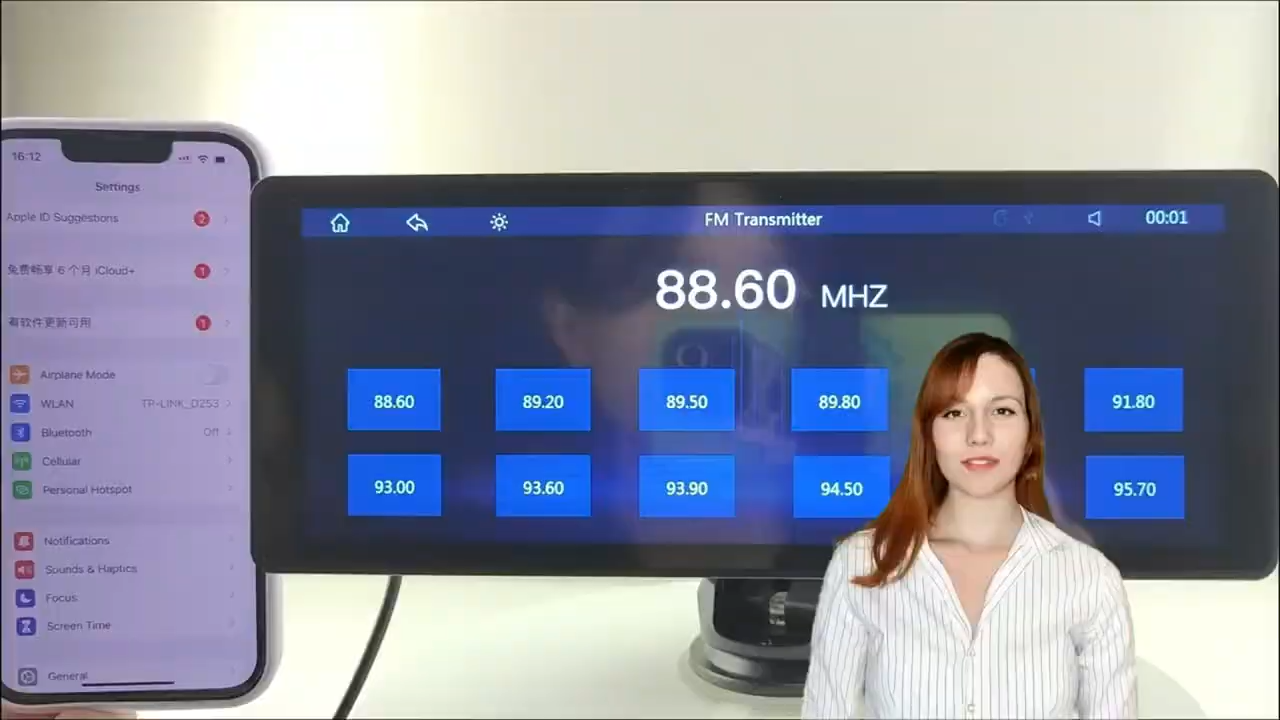 16:12
Settings
Apple ID Suggestions 2
免费畅享 6 个月 iCloud+ 1
有软件更新可用 1
Airplane Mode
WLAN TP-LINK_D253
Bluetooth Off
Cellular
Personal Hotspot
Notifications
Sounds & Haptics
Focus
Screen Time
General
FM Transmitter 00:01
88.60 MHZ
88.60 89.20 89.50 89.80 91.80
93.00 93.60 93.90 94.50 95.70